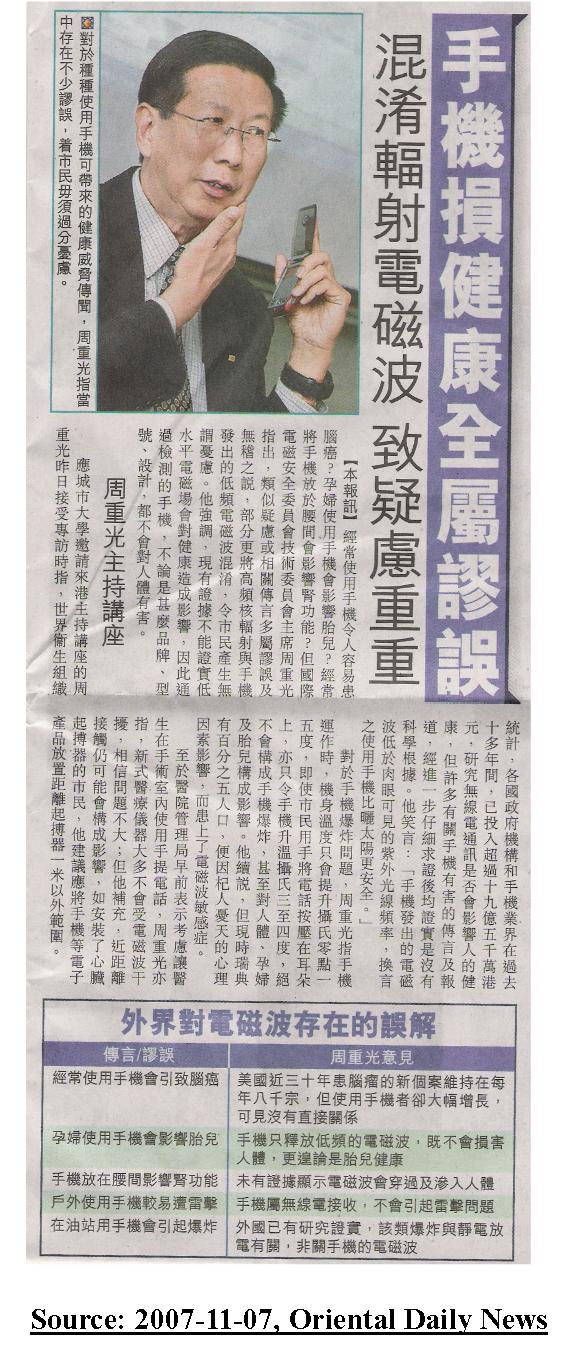 手機損健康全屬謬誤
混淆輻射電磁波 致疑慮重重
對於種種使用手機可帶來的健康威脅傳聞，周重光指當
中存在不少謬誤，着市民毋須過分憂慮。
【本報訊】經常使用手機令人容易患
腦癌？孕婦使用手機會影響胎兒？經常
將手機放於腰間會影響腎功能？但國際
電磁安全委員會技術委員會主席周重光
指出，類似疑慮或相關傳言多屬謬誤及
無稽之說，部分更將高頻核輻射與手機
發出的低頻電磁波混淆，令市民產生無
謂憂慮。他強調，現有證據不能證實低
水平電磁場會對健康造成影響，因此通
過檢測的手機，不論是甚麼品牌、型
號、設計，都不會對人體有害。
周重光主持講座
應城市大學邀請來港主持講座的周
重光昨日接受專訪時指，世界衞生組織
統計，各國政府機構和手機業界在過去
十多年間，已投入超過十九億五千萬港
元，研究無線電通訊是否會影響人的健
康，但許多有關手機有害的傳言及報
道，經進一步仔細求證後均證實是沒有
科學根據。他笑言：「手機發出的電磁
波低於肉眼可見的紫外光線頻率，換言
之使用手機比曬太陽更安全。」
對於手機爆炸問題，周重光指手機
運作時，機身溫度只會提升攝氏零點一
五度，即使市民用手將電話按壓在耳朵
上，亦只令手機升溫攝氏三至四度，絕
不會構成手機爆炸，甚至對人體、孕婦
及胎兒構成影響。他續說，但現時瑞典
有百分之五人口，便因杞人憂天的心理
因素影響，而患上了電磁波敏感症。
至於醫院管理局早前表示考慮讓醫
生在手術室內使用手提電話，周重光亦
指，新式醫療儀器大多不會受電磁波干
擾，相信問題不大；但他補充，近距離
接觸仍可能會構成影響，如安裝了心臟
起搏器的市民，他建議應將手機等電子
產品放置距離起搏器一米以外範圍。
外界對電磁波存在的誤解
傳言/謬誤 周重光意見
經常使用手機會引致腦癌 美國近三十年患腦瘤的新個案維持在每
年八千宗，但使用手機者卻大幅增長，
可見沒有直接關係
孕婦使用手機會影響胎兒 手機只釋放低頻的電磁波，既不會損害
人體，更遑論是胎兒健康
手機放在腰間影響腎功能 未有證據顯示電磁波會穿過及滲入人體
戶外使用手機較易遭雷擊 手機屬無線電接收，不會引起雷擊問題
在油站用手機會引起爆炸 外國已有研究證實，該類爆炸與靜電放
電有關，非關手機的電磁波
Source: 2007-11-07, Oriental Daily News